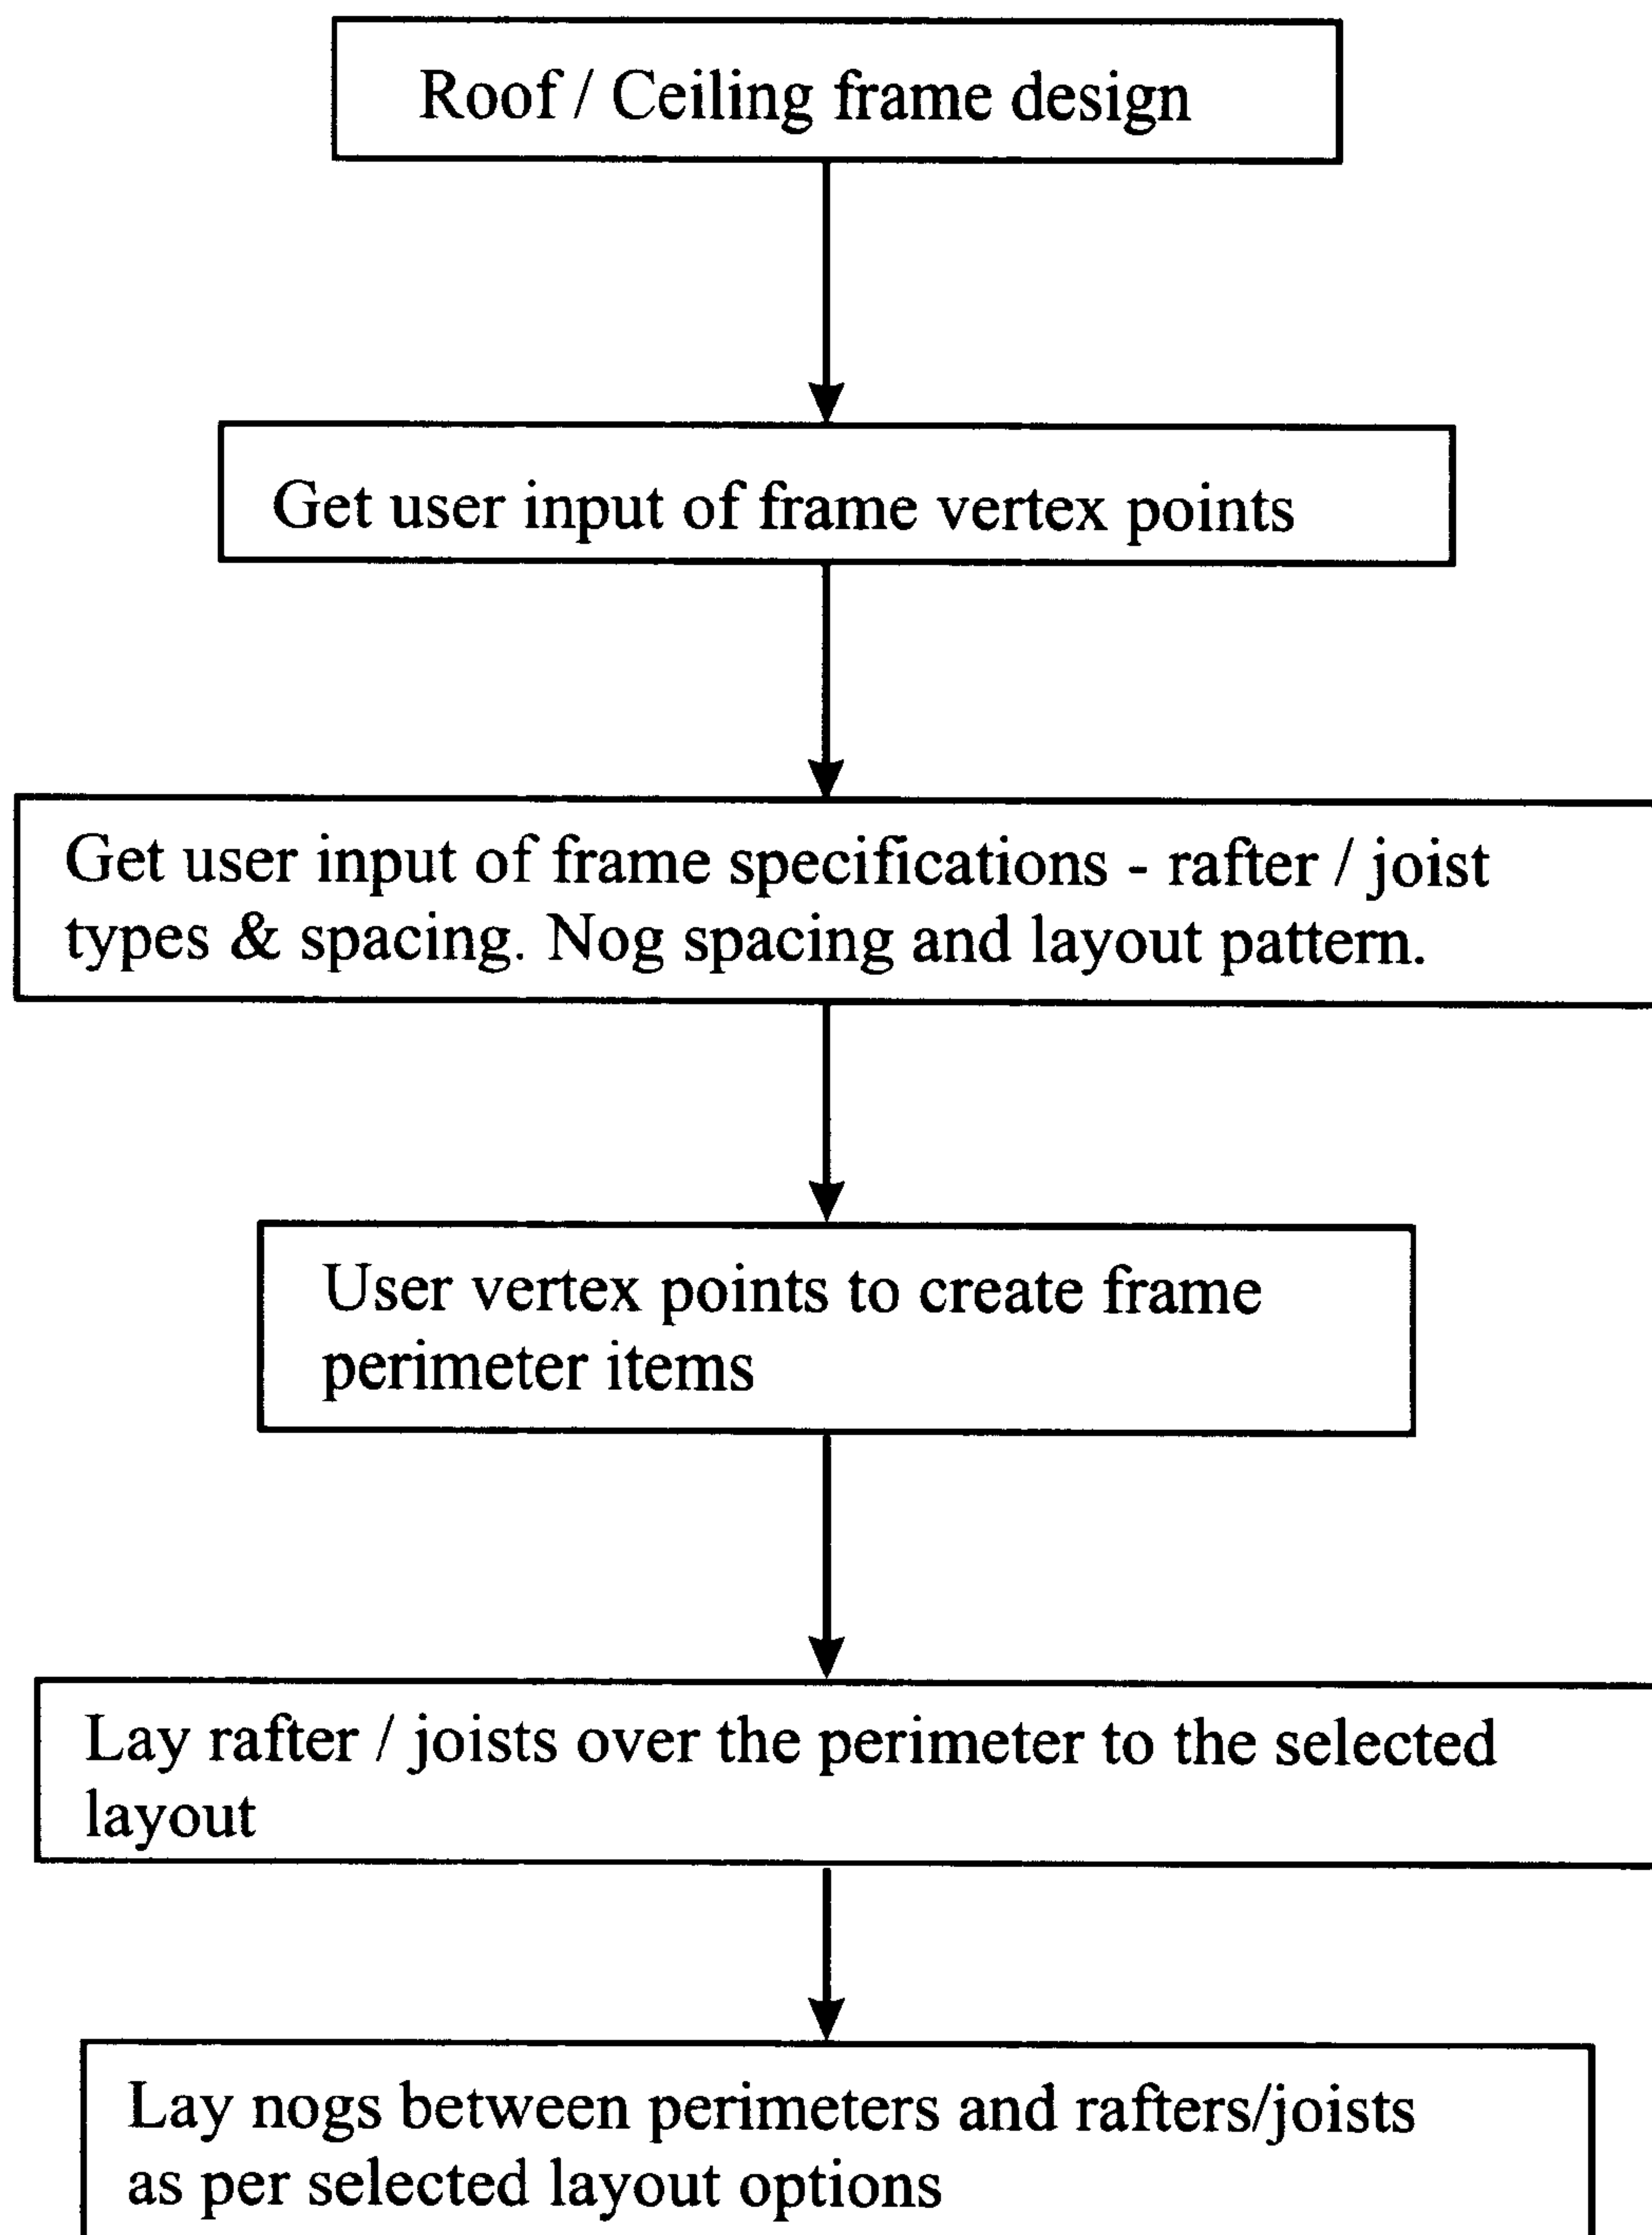 Roof / Ceiling frame design
Get user input of frame vertex points
Get user input of frame specifications - rafter / joist
types & spacing. Nog spacing and layout pattern.
User vertex points to create frame
perimeter items
Lay rafter / joists over the perimeter to the selected
layout
Lay nogs between perimeters and rafters/joists
as per selected layout options